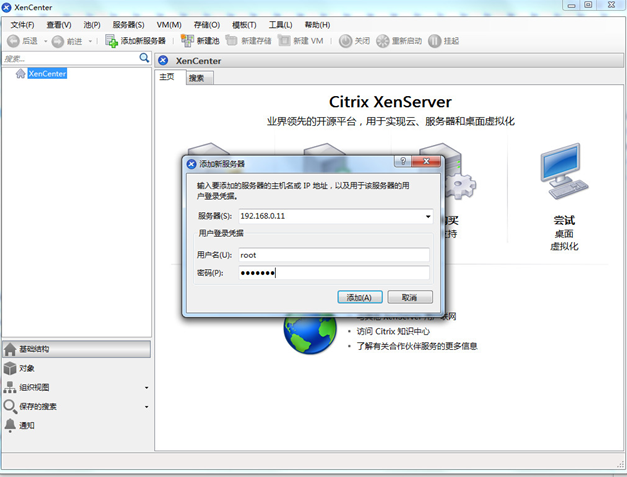 XenCenter
文件(F) 查看(V) 池(P) 服务器(S) VM(M) 存储(O) 模板(T) 工具(L) 帮助(H)
后退 前进 添加新服务器 新建池 新建存储 新建 VM 关闭 重新启动 挂起
搜索...
XenCenter
XenCenter
主页 搜索
Citrix XenServer
业界领先的开源平台，用于实现云、服务器和桌面虚拟化
添加新服务器
输入要添加的服务器的主机名或 IP 地址，以及用于该服务器的用
户登录凭据。
服务器(S): 192.168.0.11
用户登录凭据
用户名(U): root
密码(P): ●●●●●●●
添加(A) 取消
尝试
桌面
虚拟化
访问 Citrix 知识中心
了解有关合作伙伴服务的更多信息
基础结构
对象
组织视图
保存的搜索
通知